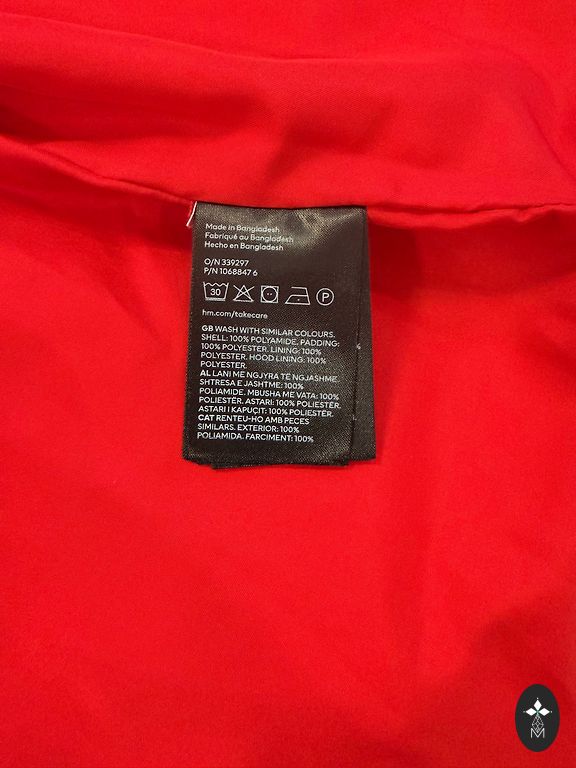 Made in Bangladesh
Fabriqué au Bangladesh
Hecho en Bangladesh
O/N 339297
P/N 1068847 6
30
P
hm.com/takecare
GB WASH WITH SIMILAR COLOURS.
SHELL: 100% POLYAMIDE. PADDING:
100% POLYESTER. LINING: 100%
POLYESTER. HOOD LINING: 100%
POLYESTER.
AL LANI ME NGJYRA TË NGJASHME.
SHTRESA E JASHTME: 100%
POLIAMIDE. MBUSHJA ME VATA: 100%
POLIESTËR. ASTARI: 100% POLIESTËR.
ASTARI I KAPUÇIT: 100% POLIESTËR.
CAT RENTEU-HO AMB PECES
SIMILARS. EXTERIOR: 100%
POLIAMIDA. FARCIMENT: 100%
%
M